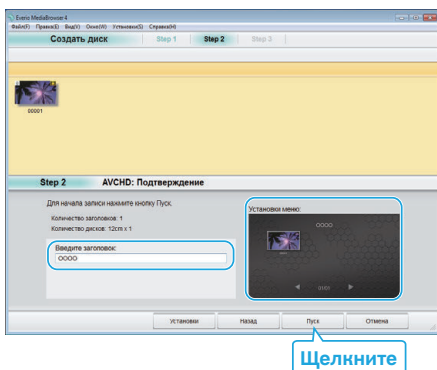 Everio MediaBrowser 4
Файл(F) Правка(E) Вид(V) Окно(W) Установки(S) Справка(H)
Создать диск Step 1 Step 2 Step 3
00001
Step 2 AVCHD: Подтверждение
Для начала записи нажмите кнопку Пуск.
Количество заголовков: 1
Количество дисков: 12cm x 1
Введите заголовок:
OOOO
Установки меню:
OOOO
Установки Назад Пуск Отмена
Щелкните